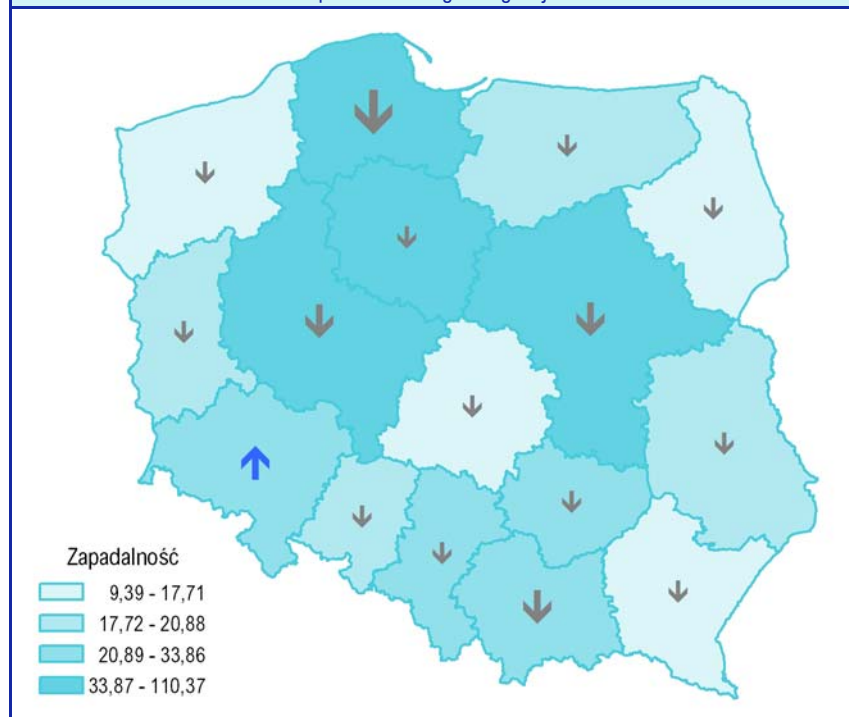 Zapadalność
9,39 - 17,71
17,72 - 20,88
20,89 - 33,86
33,87 - 110,37